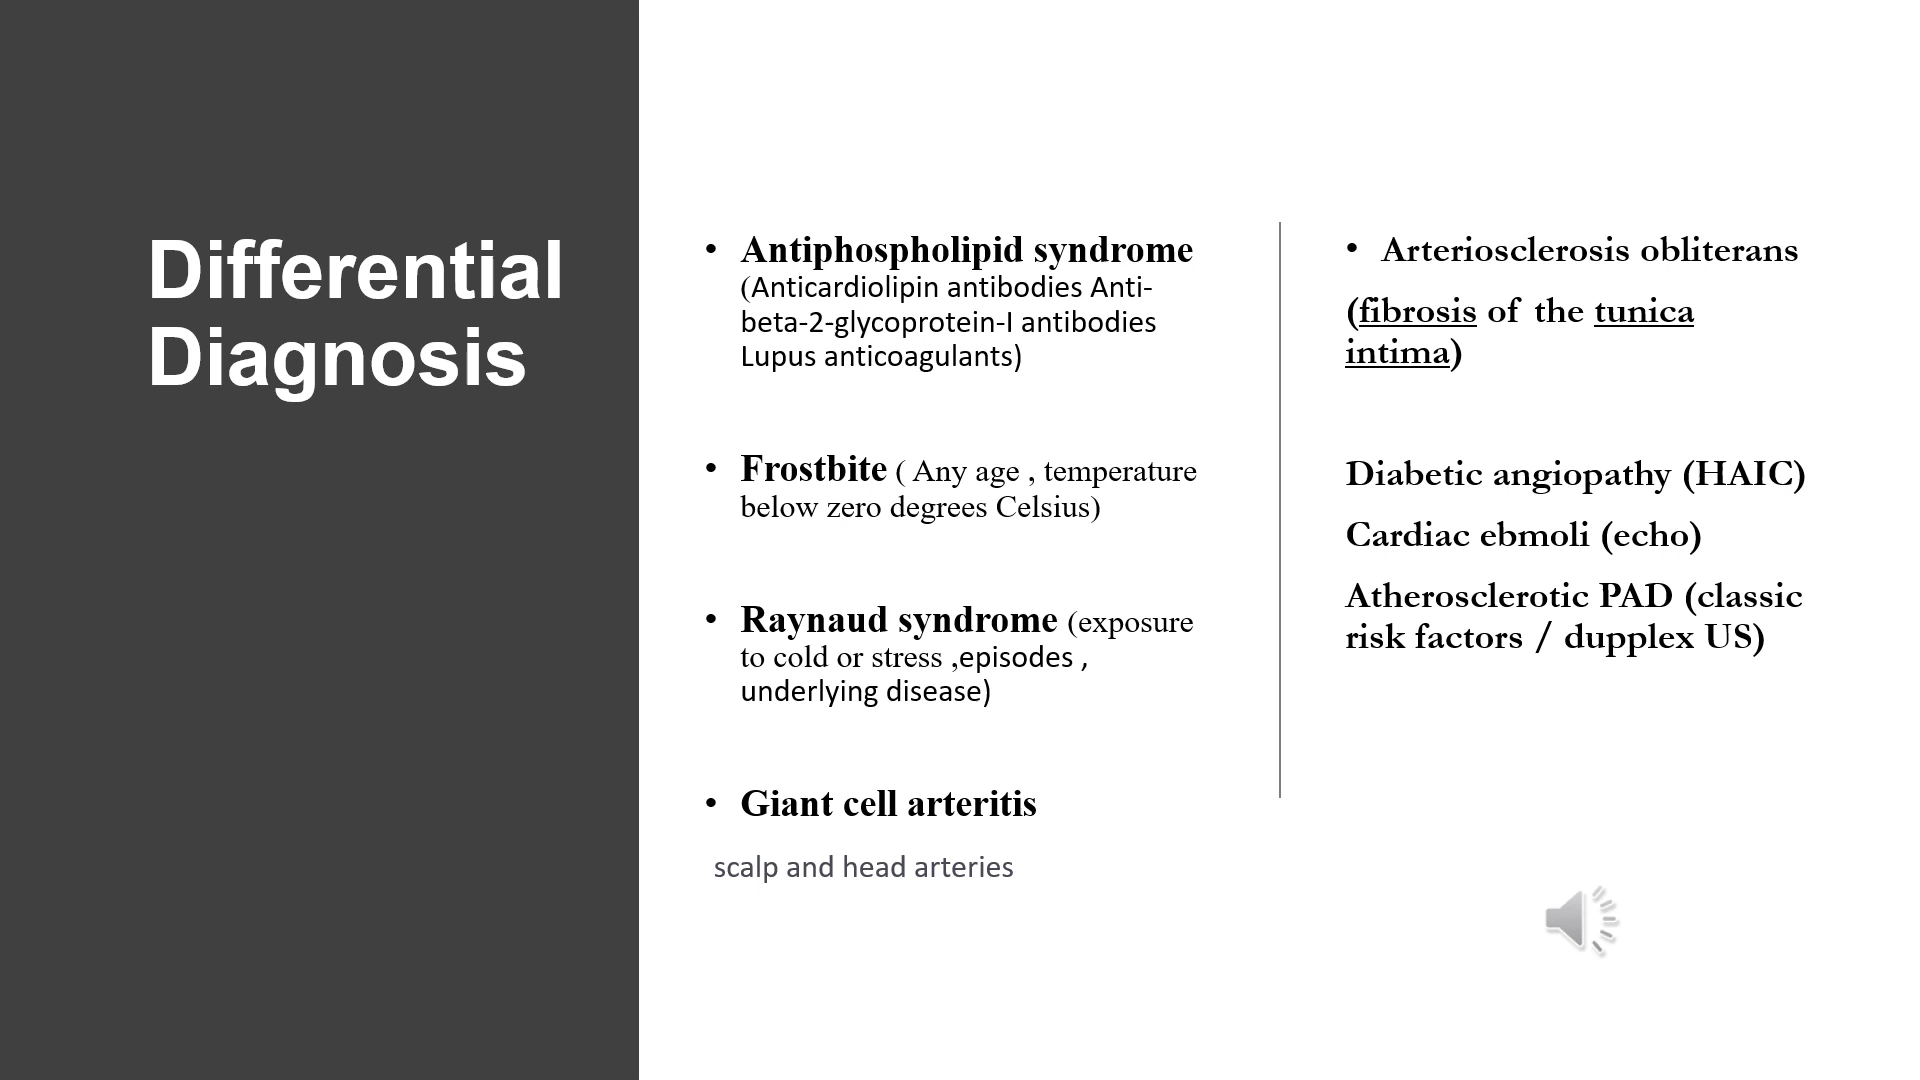 Differential
Diagnosis
• Antiphospholipid syndrome
(Anticardiolipin antibodies Anti-
beta-2-glycoprotein-I antibodies
Lupus anticoagulants)
• Frostbite ( Any age , temperature
below zero degrees Celsius)
• Raynaud syndrome (exposure
to cold or stress ,episodes ,
underlying disease)
• Giant cell arteritis
scalp and head arteries
• Arteriosclerosis obliterans
(fibrosis of the tunica
intima)
Diabetic angiopathy (HAIC)
Cardiac ebmoli (echo)
Atherosclerotic PAD (classic
risk factors / dupplex US)